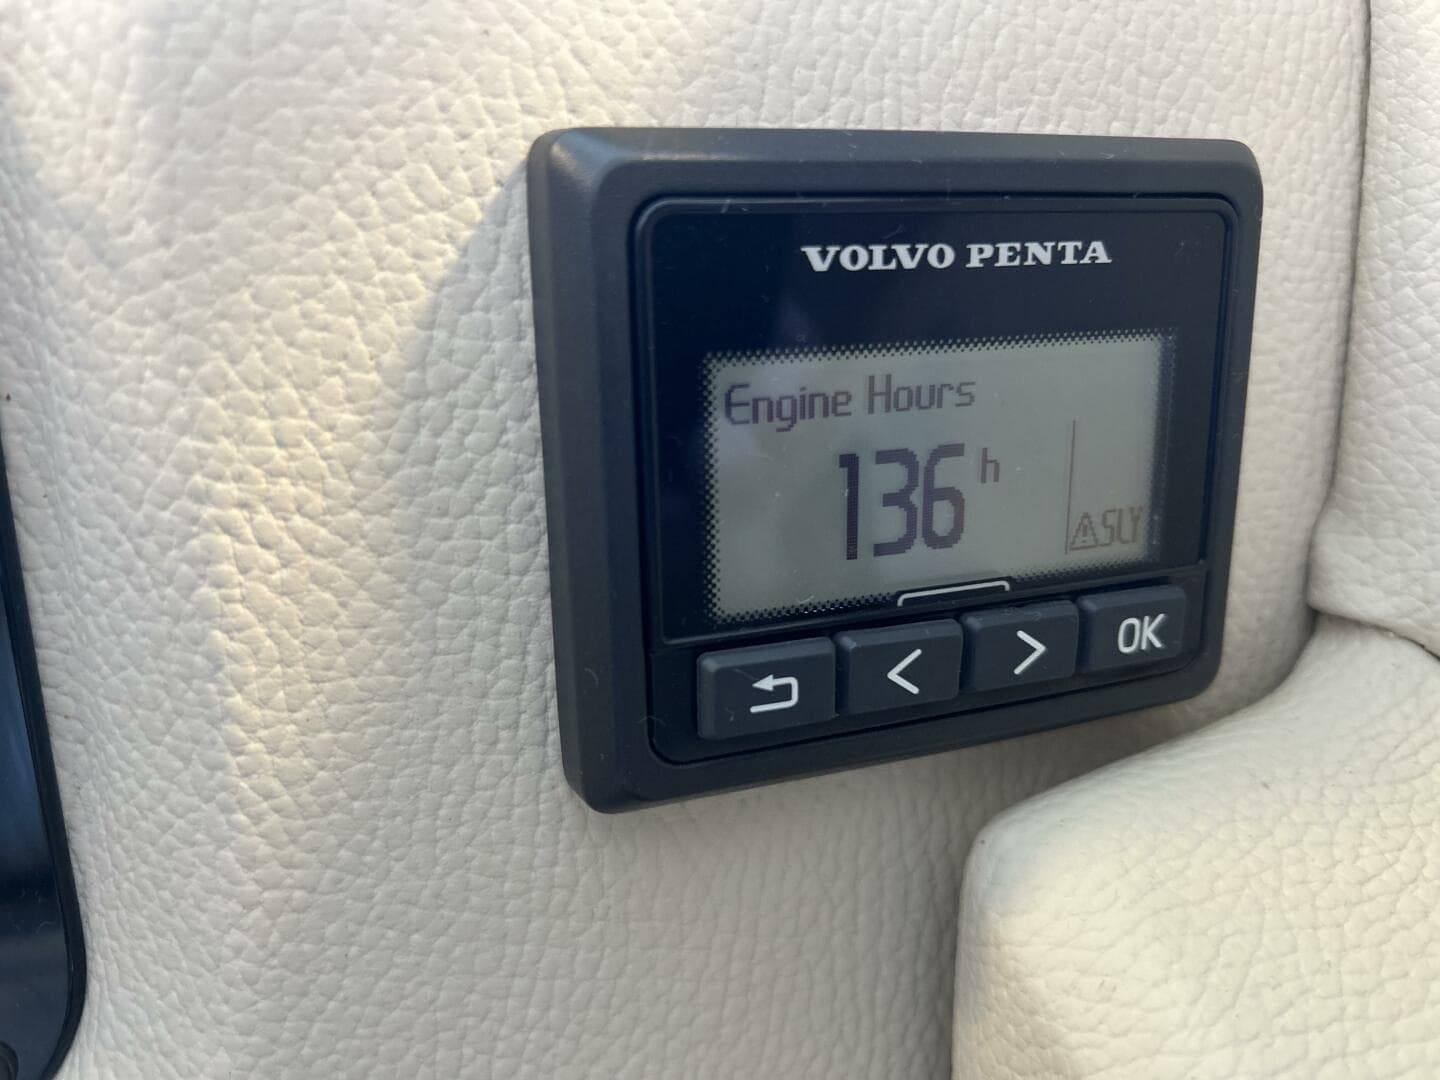 VOLVO PENTA
Engine Hours
136 h
SLY
OK